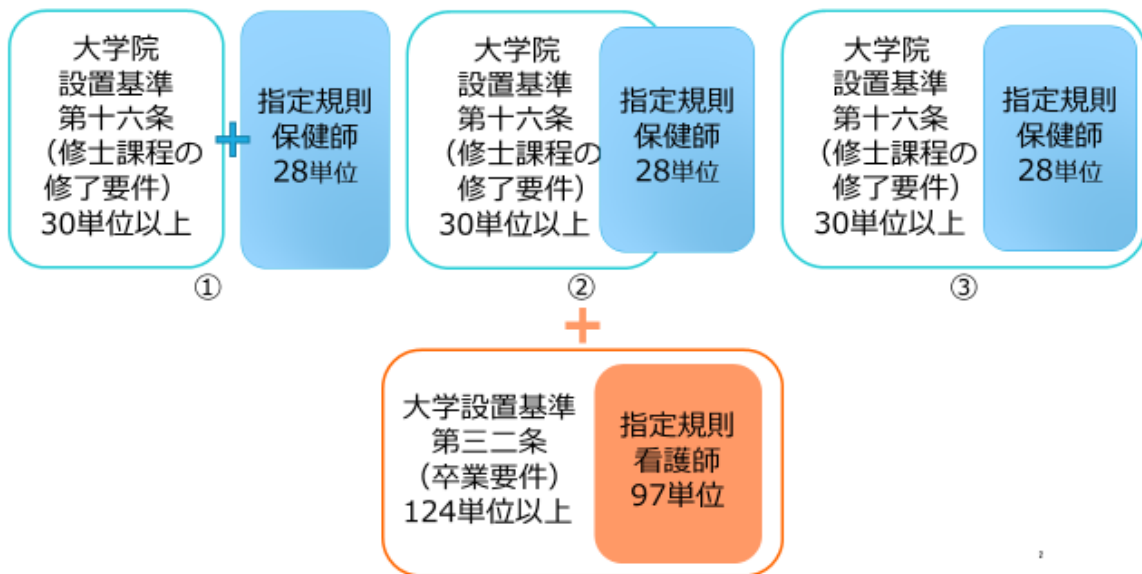 大学院
設置基準
第十六条
（修士課程の
修了要件）
30単位以上
+
指定規則
保健師
28単位
①
大学院
設置基準
第十六条
（修士課程の
修了要件）
30単位以上
指定規則
保健師
28単位
②
大学院
設置基準
第十六条
（修士課程の
修了要件）
30単位以上
指定規則
保健師
28単位
③
+
大学設置基準
第三二条
（卒業要件）
124単位以上
指定規則
看護師
97単位
2